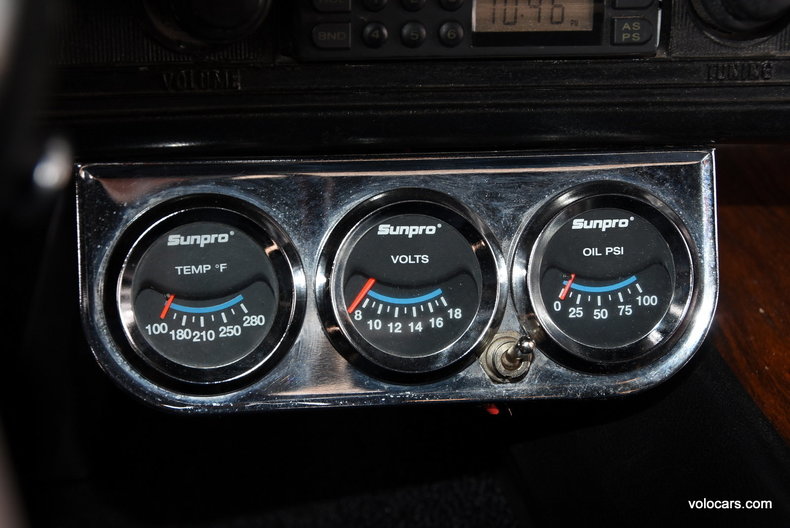 BND 4 5 6
10:46
AS
PS
VOLUME
TUNING
Sunpro®
TEMP °F
100 180 210 250 280
Sunpro®
VOLTS
8 10 12 14 16 18
Sunpro®
OIL PSI
0 25 50 75 100
volocars.com